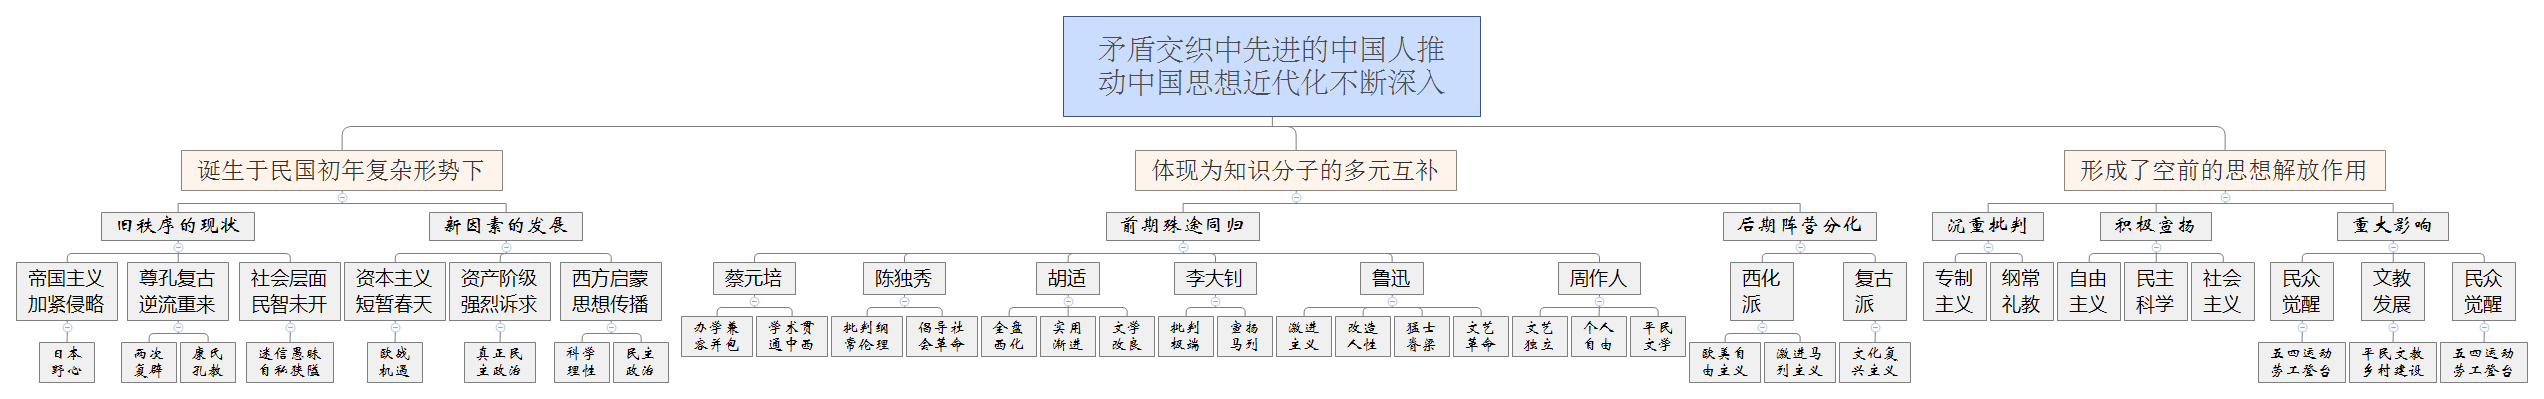 矛盾交织中先进的中国人推
动中国思想近代化不断深入
诞生于民国初年复杂形势下
体现为知识分子的多元互补
形成了空前的思想解放作用
旧秩序的现状
新因素的发展
前期殊途同归
后期阵营分化
沉重批判
积极宣扬
重大影响
帝国主义
加紧侵略
尊孔复古
逆流重来
社会层面
民智未开
资本主义
短暂春天
资产阶级
强烈诉求
西方启蒙
思想传播
蔡元培
陈独秀
胡适
李大钊
鲁迅
周作人
西化
派
复古
派
专制
主义
纲常
礼教
自由
主义
民主
科学
社会
主义
民众
觉醒
文教
发展
民众
觉醒
日本
野心
两次
复辟
康氏
孔教
迷信愚昧
自私狭隘
欧战
机遇
真正民
主政治
科学
理性
民主
政治
办学兼
容并包
学术贯
通中西
批判纲
常伦理
倡导社
会革命
全盘
西化
实用
渐进
文学
改良
批判
极端
宣扬
马列
激进
主义
改造
人性
猛士
脊梁
文艺
革命
文艺
独立
个人
自由
平民
文学
欧美自
由主义
激进马
列主义
文化复
兴主义
五四运动
劳工登台
平民文教
乡村建设
五四运动
劳工登台